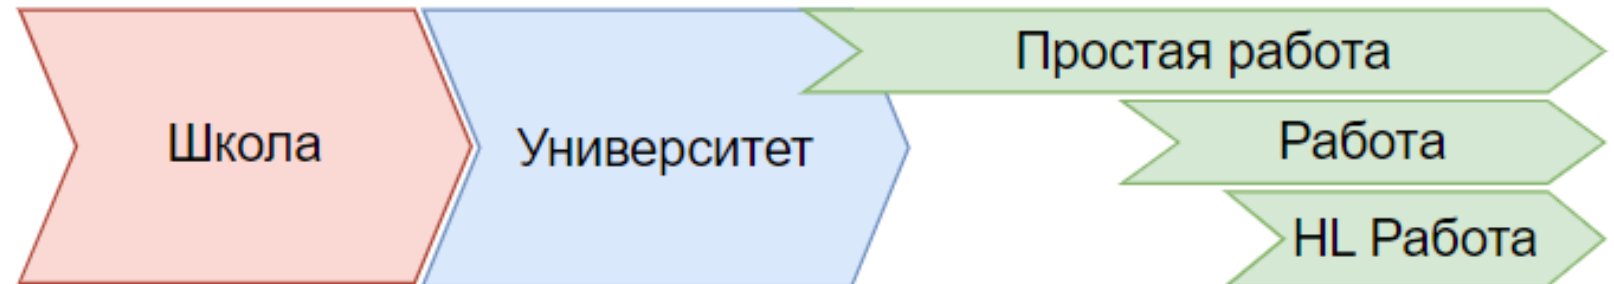 Школа
Университет
Простая работа
Работа
HL Работа